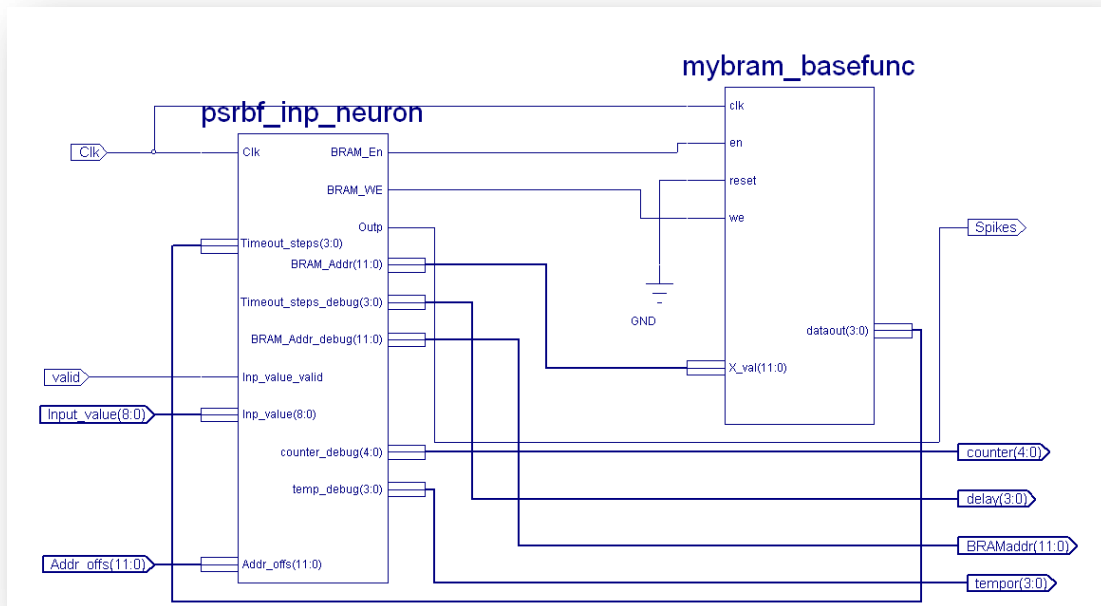 mybram_basefunc
psrbf_inp_neuron
clk
Clk
Clk
BRAM_En
en
BRAM_WE
reset
we
Outp
Spikes
Timeout_steps(3:0)
BRAM_Addr(11:0)
Timeout_steps_debug(3:0)
GND
BRAM_Addr_debug(11:0)
dataout(3:0)
X_val(11:0)
valid
Inp_value_valid
Input_value(8:0)
Inp_value(8:0)
counter_debug(4:0)
counter(4:0)
temp_debug(3:0)
delay(3:0)
BRAMaddr(11:0)
Addr_offs(11:0)
Addr_offs(11:0)
tempor(3:0)